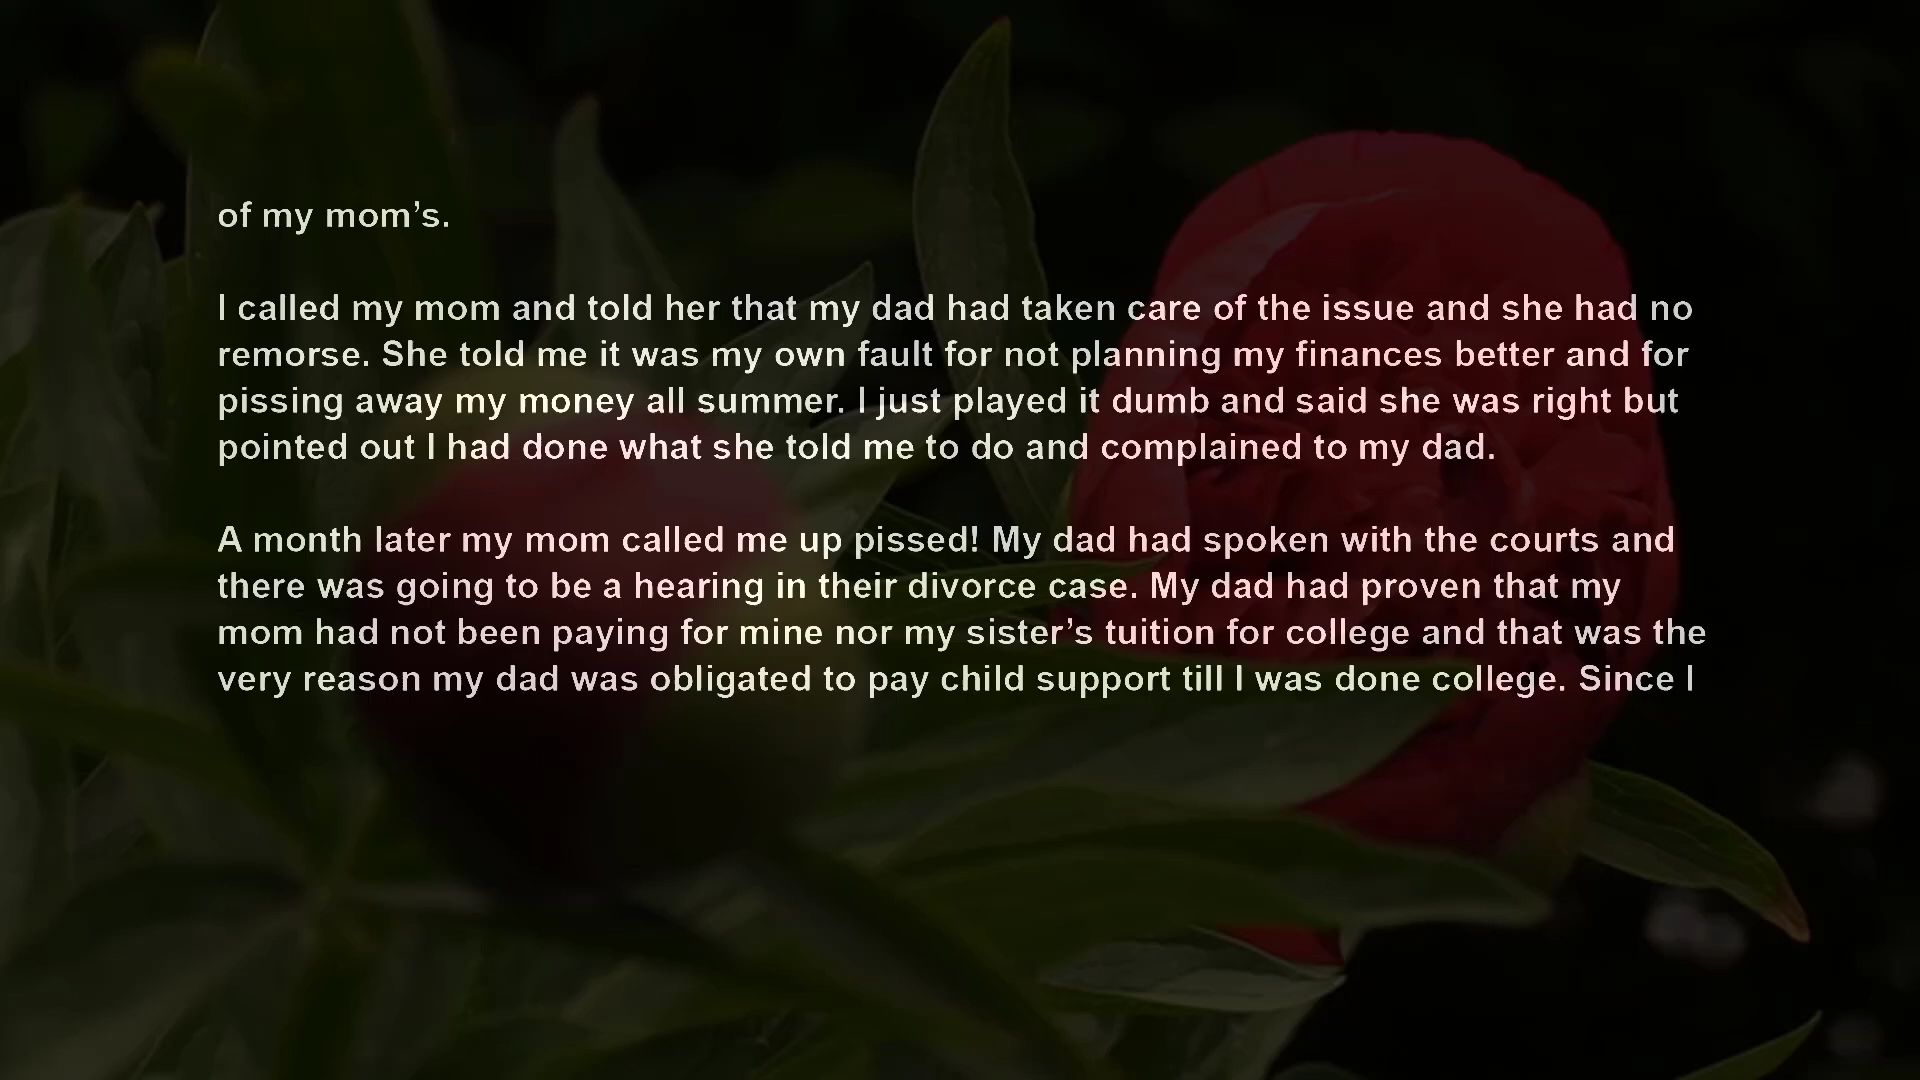 of my mom’s.
I called my mom and told her that my dad had taken care of the issue and she had no
remorse. She told me it was my own fault for not planning my finances better and for
pissing away my money all summer. I just played it dumb and said she was right but
pointed out I had done what she told me to do and complained to my dad.
A month later my mom called me up pissed! My dad had spoken with the courts and
there was going to be a hearing in their divorce case. My dad had proven that my
mom had not been paying for mine nor my sister’s tuition for college and that was the
very reason my dad was obligated to pay child support till I was done college. Since I